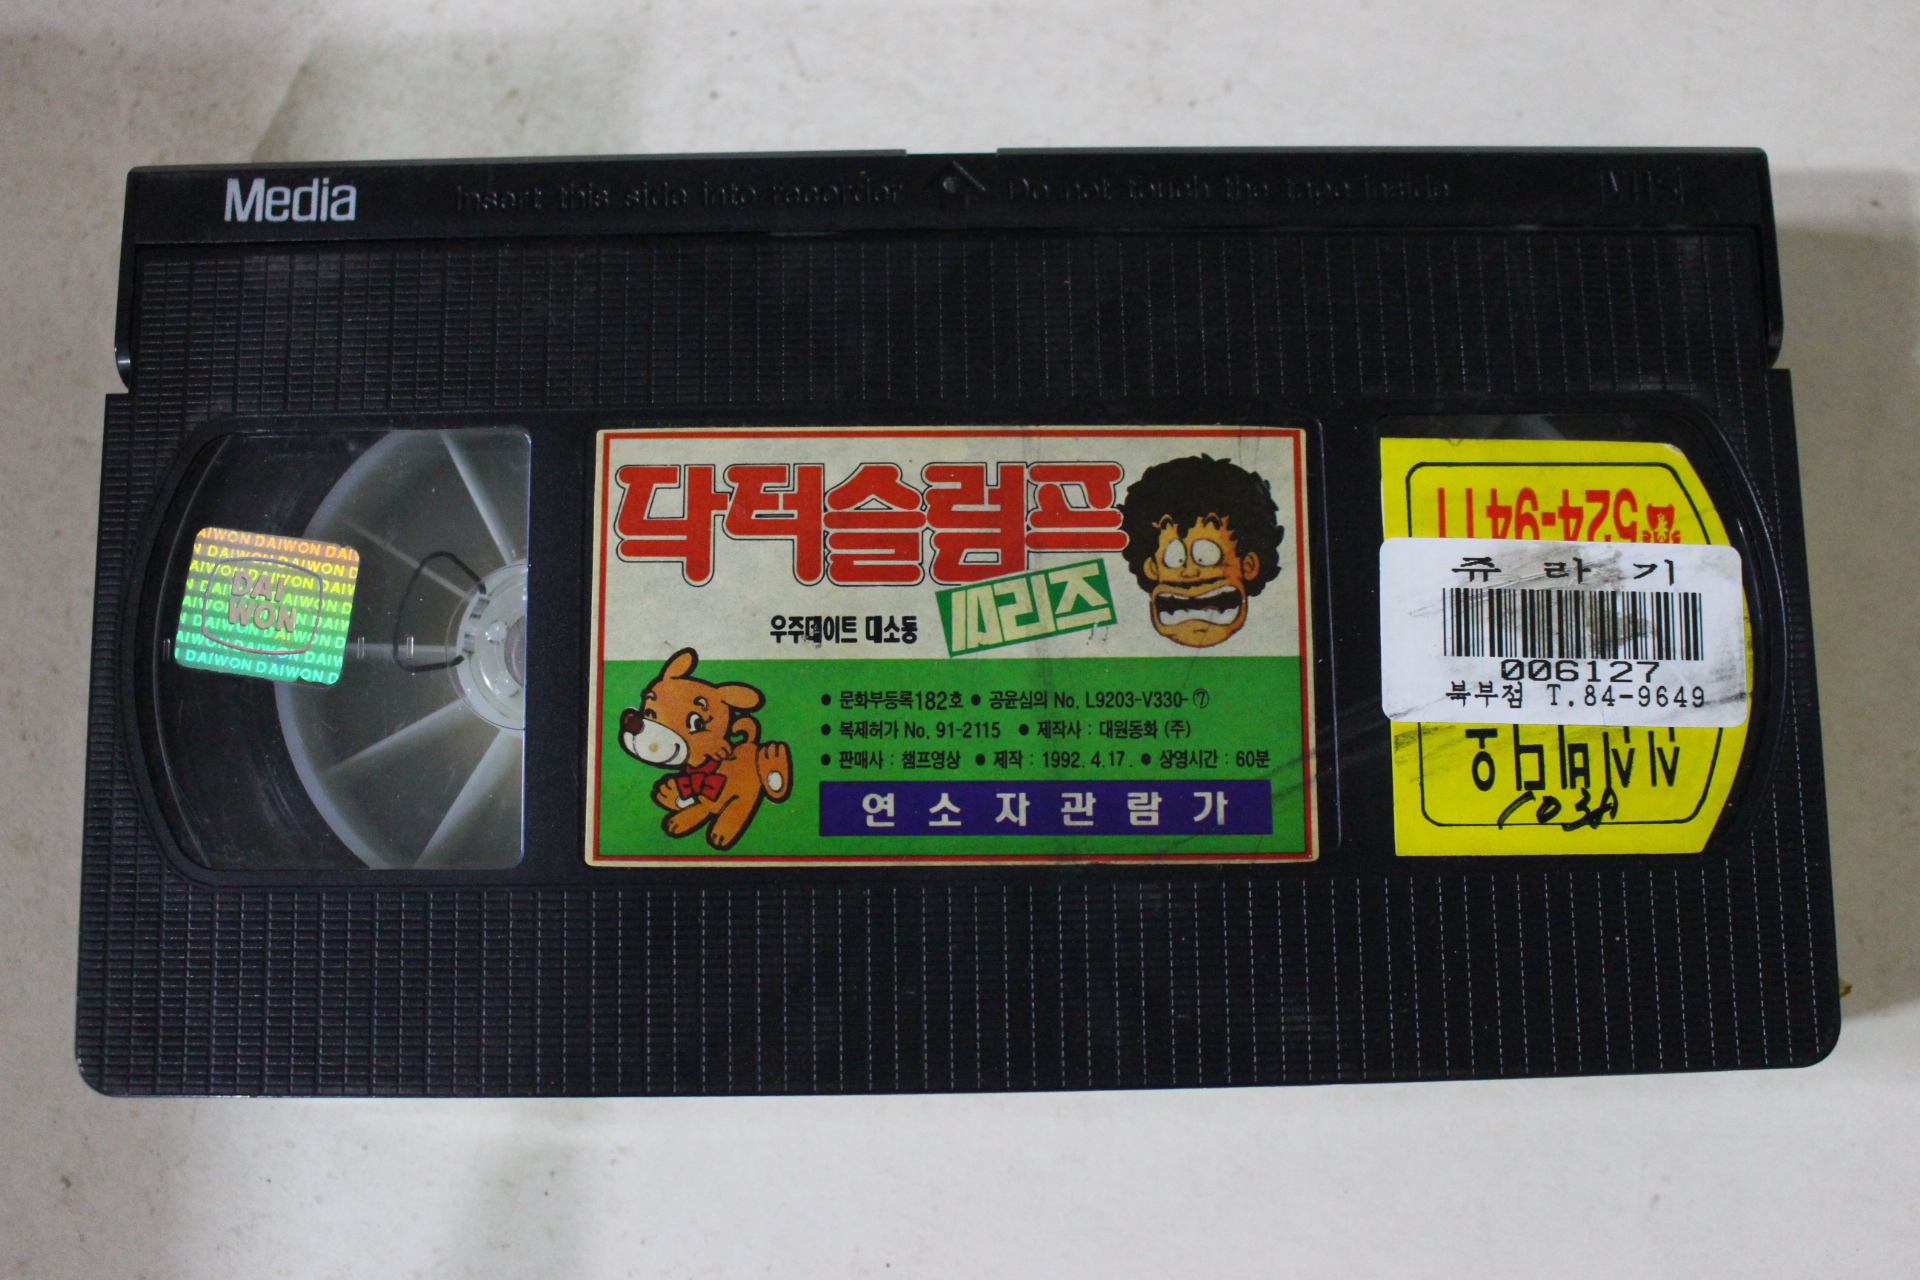 Media
Insert this side into recorder
Do not touch the tape inside
VHS
DAIWON DAIWON
DAI
WON
닥터슬럼프
시리즈
우주데이트 대소동
● 문화부등록182호 ● 공윤심의 No. L9203-V330-⑦
● 복제허가 No. 91-2115 ● 제작사 : 대원동화 (주)
● 판매사 : 챔프영상 ● 제작 : 1992. 4. 17. ● 상영시간 : 60분
연소자관람가
☎524-9411
쥬라기
006127
북부점 T.84-9649